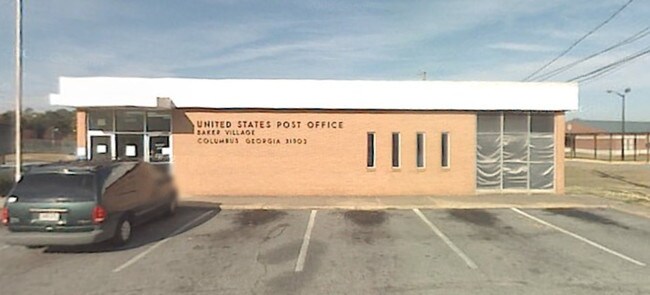 UNITED STATES POST OFFICE
BAKER VILLAGE
COLUMBUS GEORGIA 31903